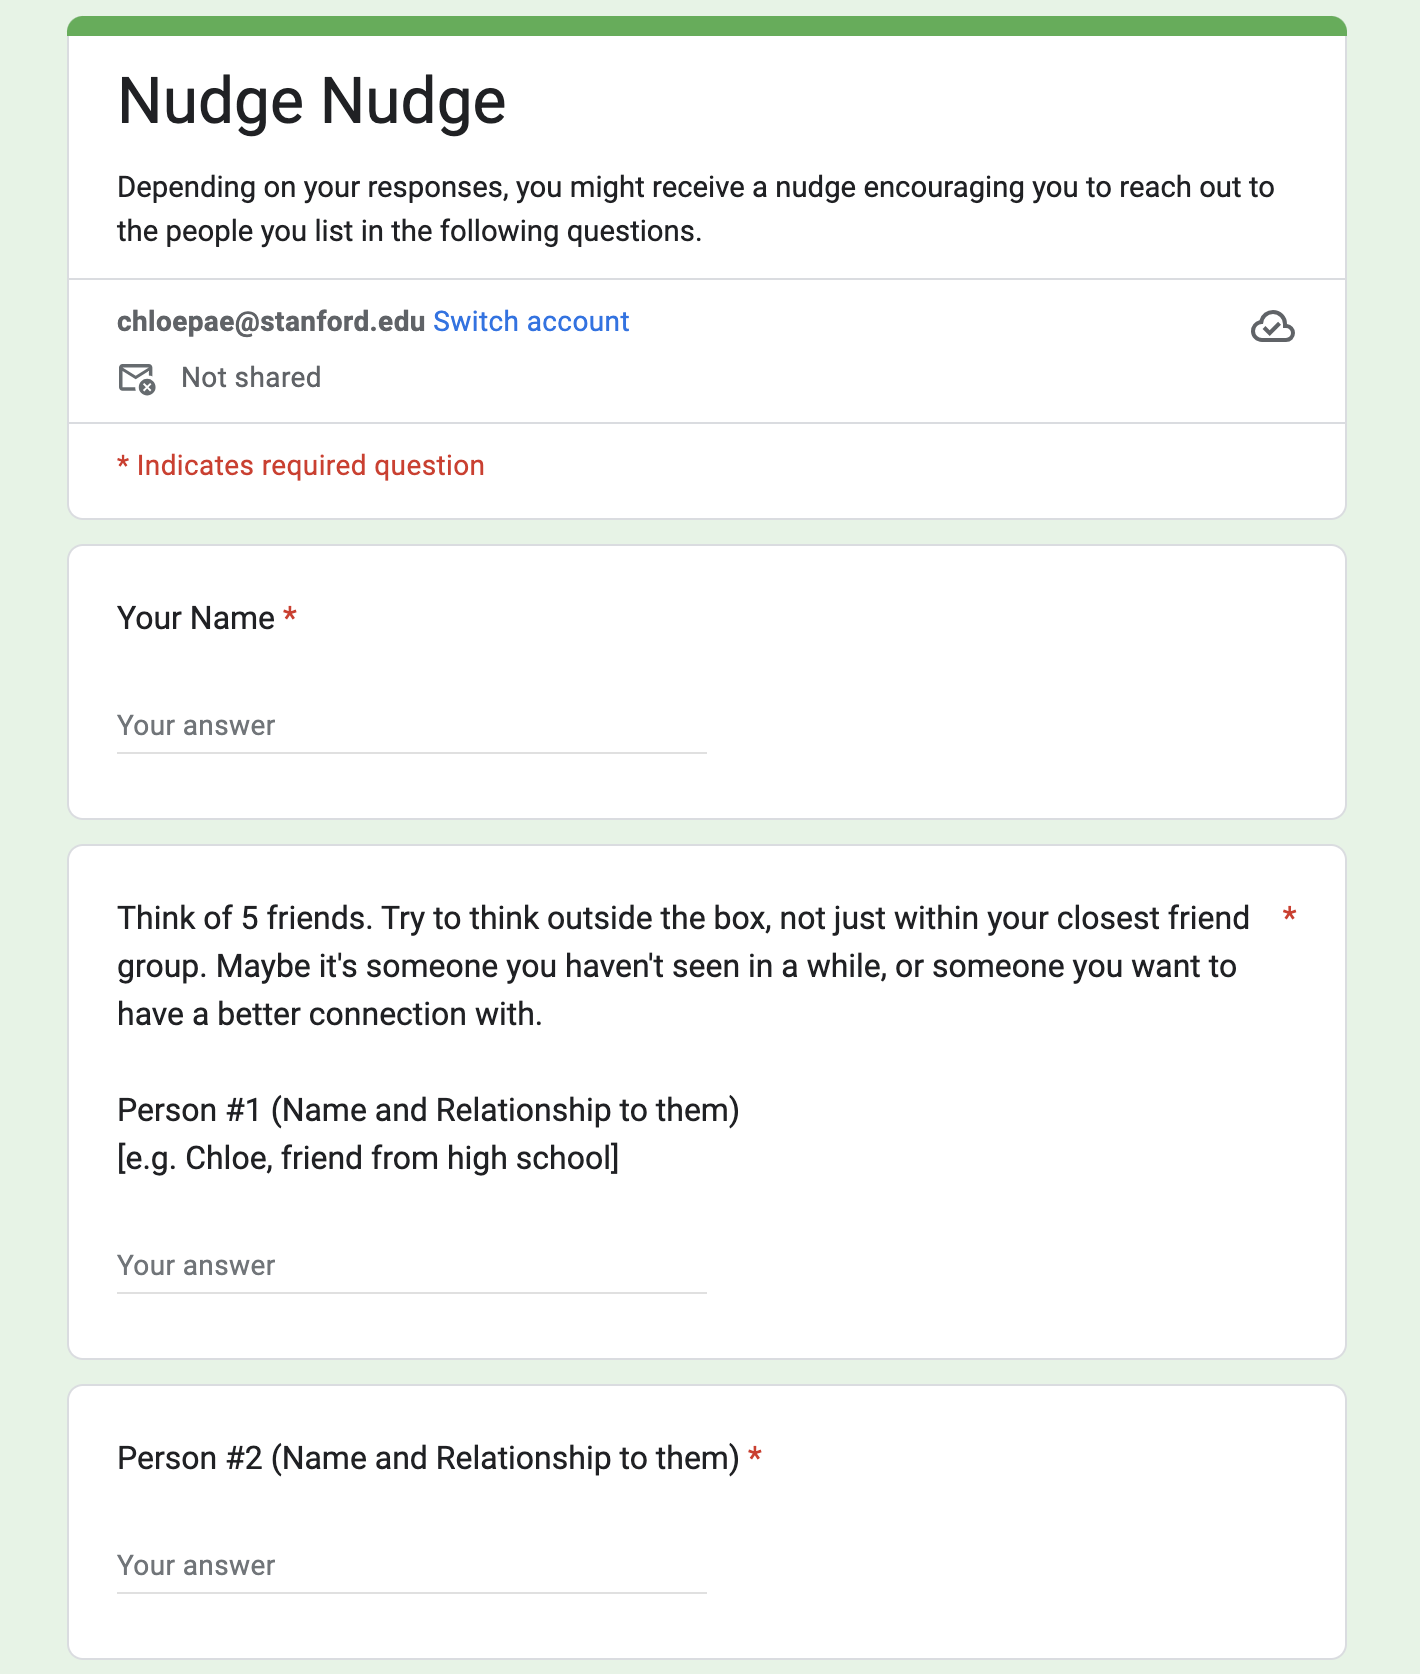 Nudge Nudge
Depending on your responses, you might receive a nudge encouraging you to reach out to
the people you list in the following questions.
chloepae@stanford.edu Switch account
Not shared
* Indicates required question
Your Name *
Your answer
Think of 5 friends. Try to think outside the box, not just within your closest friend *
group. Maybe it's someone you haven't seen in a while, or someone you want to
have a better connection with.
Person #1 (Name and Relationship to them)
[e.g. Chloe, friend from high school]
Your answer
Person #2 (Name and Relationship to them) *
Your answer